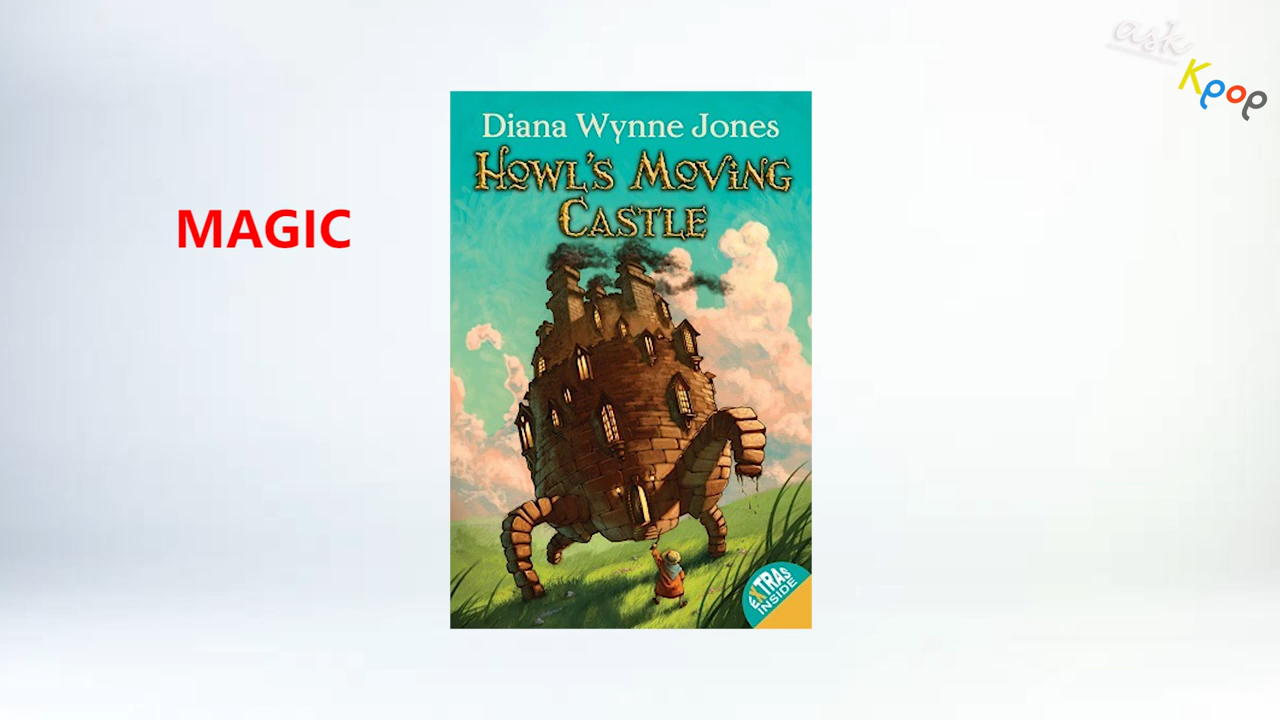 ask
Kpop
MAGIC
Diana Wynne Jones
HOWL'S MOVING
CASTLE
EXTRAS
INSIDE